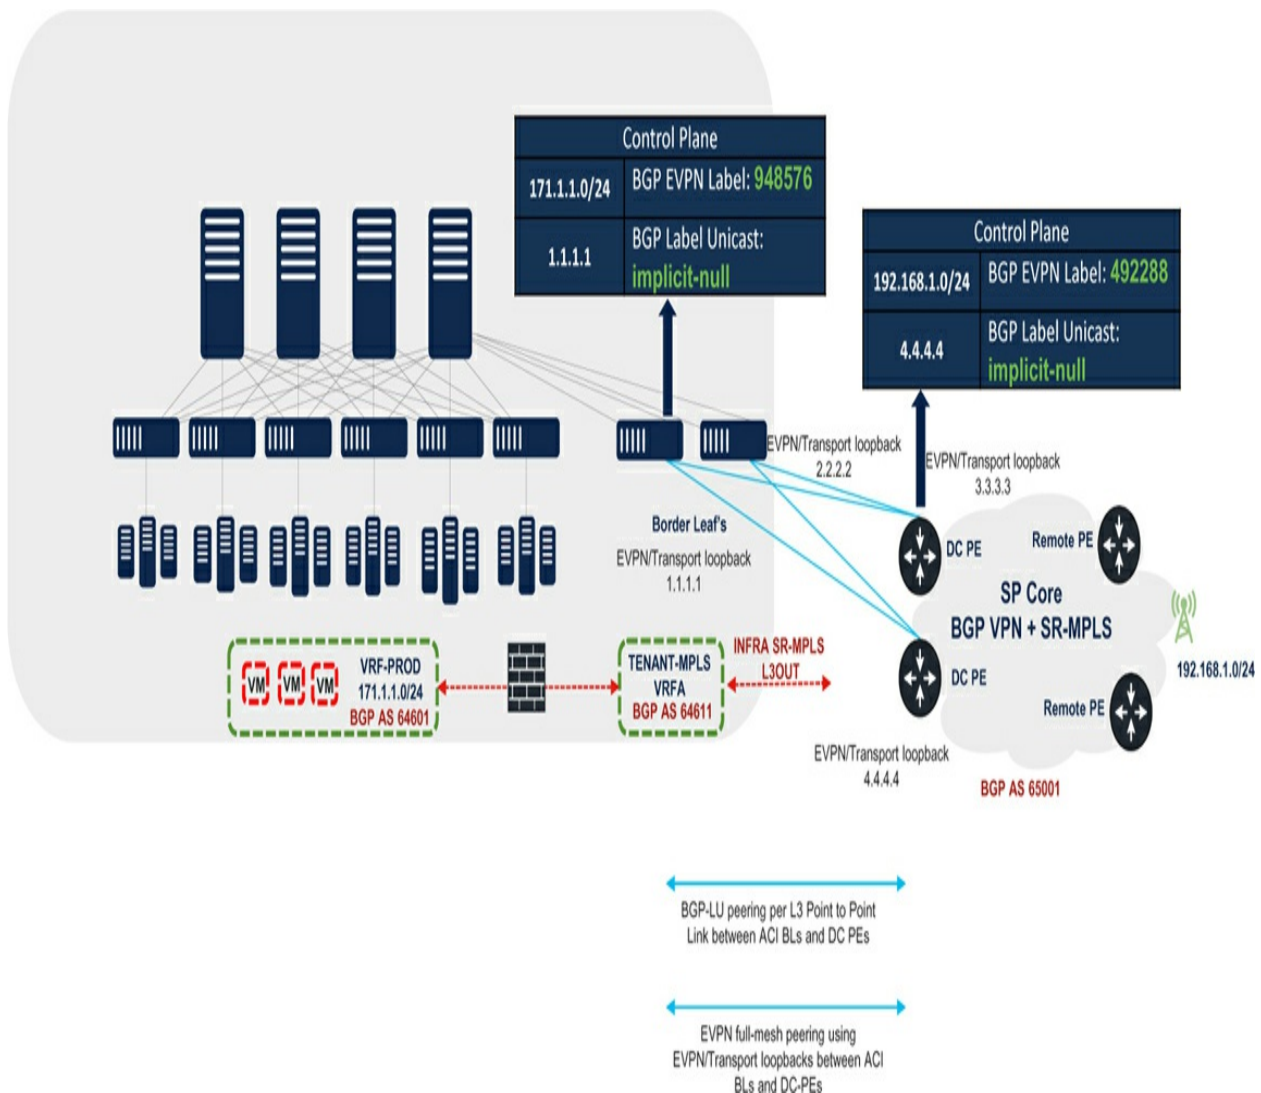 Control Plane
171.1.1.0/24
BGP EVPN Label: 948576
1.1.1.1
BGP Label Unicast:
implicit-null
Control Plane
192.168.1.0/24
BGP EVPN Label: 492288
4.4.4.4
BGP Label Unicast:
implicit-null
EVPN/Transport loopback
2.2.2.2
EVPN/Transport loopback
3.3.3.3
Border Leaf's
EVPN/Transport loopback
1.1.1.1
DC PE
Remote PE
SP Core
BGP VPN + SR-MPLS
192.168.1.0/24
DC PE
Remote PE
VM
VM
VM
VRF-PROD
171.1.1.0/24
BGP AS 64601
TENANT-MPLS
VRFA
BGP AS 64611
INFRA SR-MPLS
L3OUT
EVPN/Transport loopback
4.4.4.4
BGP AS 65001
BGP-LU peering per L3 Point to Point
Link between ACI BLs and DC PEs
EVPN full-mesh peering using
EVPN/Transport loopbacks between ACI
BLs and DC-PEs